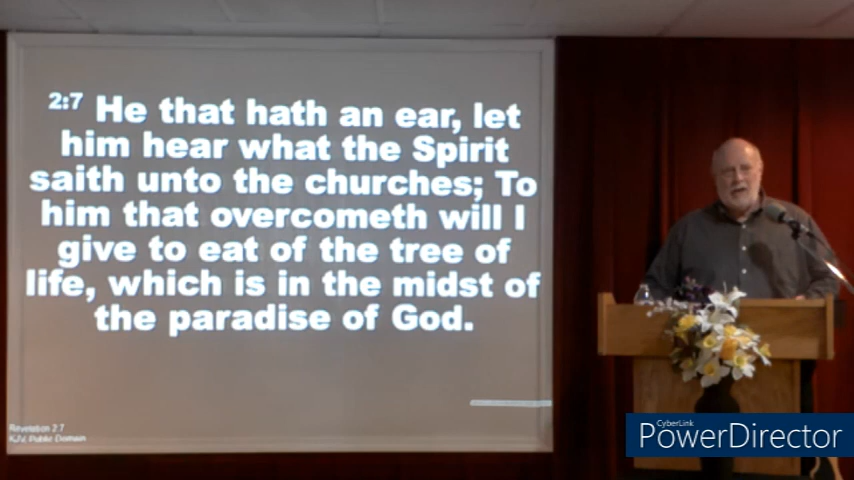 2:7 He that hath an ear, let
him hear what the Spirit
saith unto the churches; To
him that overcometh will I
give to eat of the tree of
life, which is in the midst of
the paradise of God.
Revelation 2:7
KJV, Public Domain
CyberLink
PowerDirector